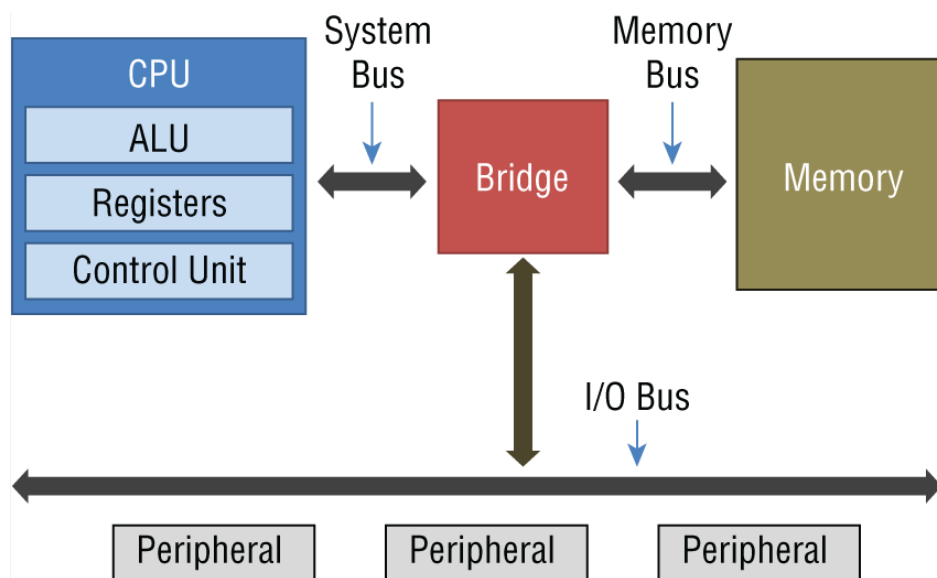 System
Bus
Memory
Bus
CPU
ALU
Registers
Control Unit
Bridge
Memory
I/O Bus
Peripheral
Peripheral
Peripheral